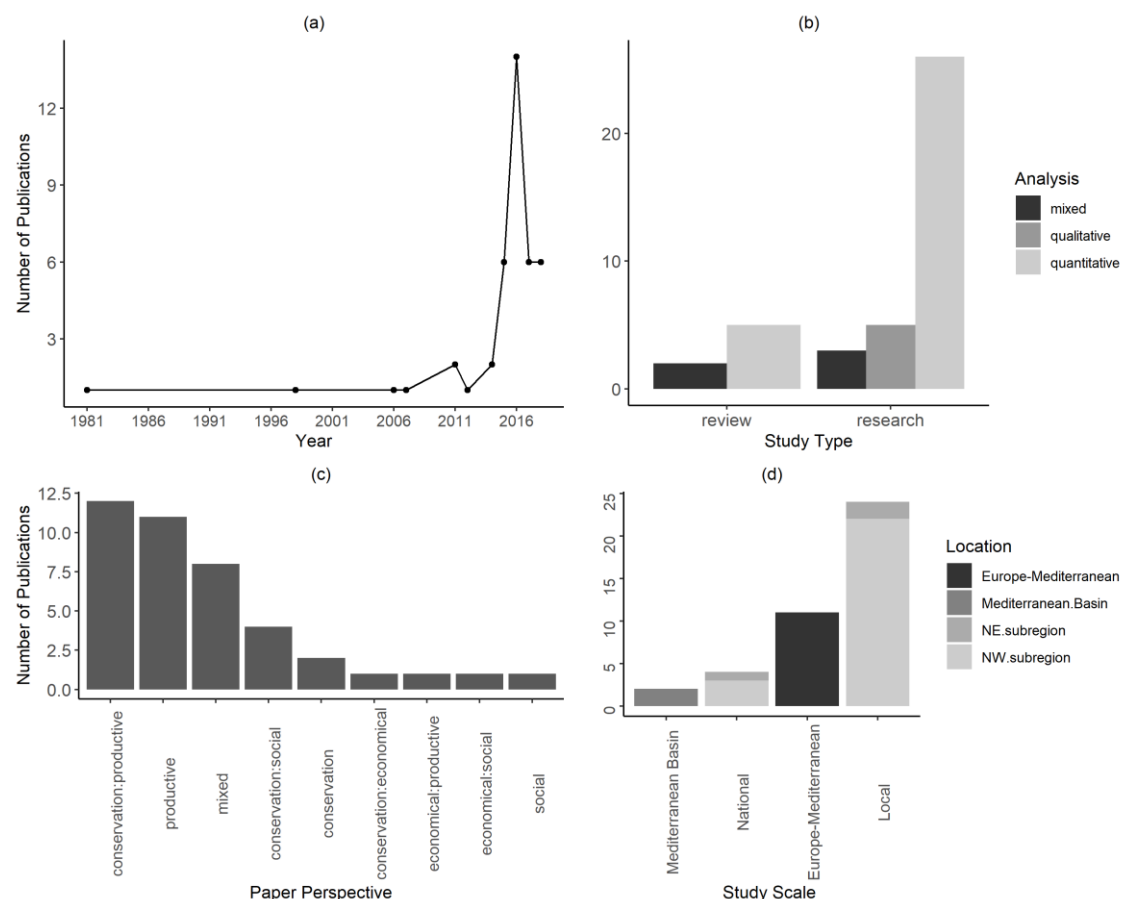 (a)
Number of Publications
12
9
6
3
1981 1986 1991 1996 2001 2006 2011 2016
Year
(b)
20
10
0
review research
Study Type
Analysis
mixed
qualitative
quantitative
(c)
Number of Publications
12.5
10.0
7.5
5.0
2.5
0.0
conservation:productive
productive
mixed
conservation:social
conservation
conservation:economical
economical:productive
economical:social
social
Paper Perspective
(d)
25
20
15
10
5
0
Mediterranean Basin
National
Europe-Mediterranean
Local
Study Scale
Location
Europe-Mediterranean
Mediterranean.Basin
NE.subregion
NW.subregion